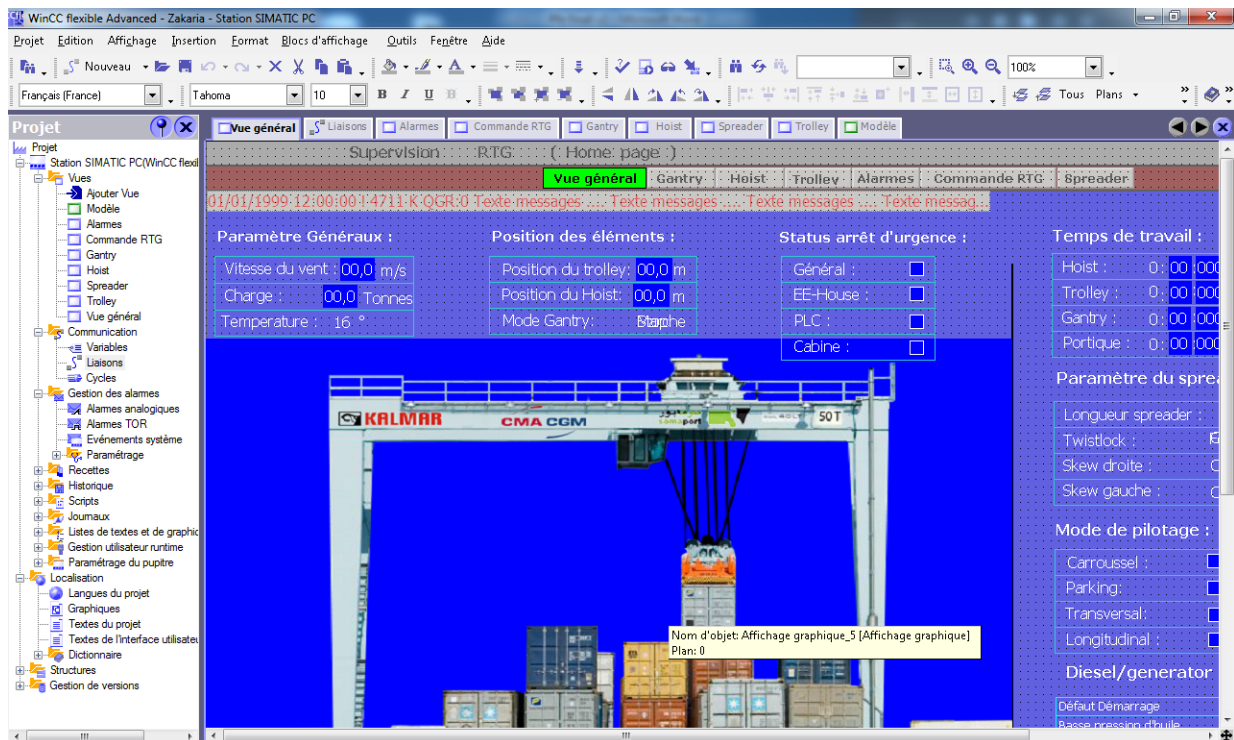 WinCC flexible Advanced - Zakaria - Station SIMATIC PC
Projet Edition Affichage Insertion Format Blocs d'affichage Outils Fenêtre Aide
Nouveau 100%
Français (France) Tahoma 10 B I U Tous Plans
Projet
Vue général Liaisons Alarmes Commande RTG Gantry Hoist Spreader Trolley Modèle
Projet
Station SIMATIC PC(WinCC flexil
Vues
Ajouter Vue
Modèle
Alarmes
Commande RTG
Gantry
Hoist
Spreader
Trolley
Vue général
Communication
Variables
Liaisons
Cycles
Gestion des alarmes
Alarmes analogiques
Alarmes TOR
Evénements système
Paramétrage
Recettes
Historique
Scripts
Journaux
Listes de textes et de graphic
Gestion utilisateur runtime
Paramétrage du pupitre
Localisation
Langues du projet
Graphiques
Textes du projet
Textes de l'interface utilisateu
Dictionnaire
Structures
Gestion de versions
Supervision RTG ( Home page )
Vue général Gantry Hoist Trolley Alarmes Commande RTG Spreader
01/01/1999 12:00:00 ! 4711 K QGR:0 Texte messages .... Texte messages .... Texte messages .... Texte messag...
Paramètre Généraux :
Vitesse du vent : 00,0 m/s
Charge : 00,0 Tonnes
Temperature : 16 °
Position des éléments :
Position du trolley: 00,0 m
Position du Hoist: 00,0 m
Mode Gantry:
Status arrêt d'urgence :
Général :
EE-House :
PLC :
Cabine :
Temps de travail :
Hoist : 0: 00 :000
Trolley : 0: 00 :000
Gantry : 0: 00 :000
Portique : 0: 00 :000
Paramètre du sprea
Longueur spreader :
Twistlock :
Skew droite :
Skew gauche :
Mode de pilotage :
Carroussel :
Parking:
Transversal:
Longitudinal :
Diesel/generator
Défaut Démarrage
Basse pression d'huile
KALMAR CMA CGM somaport 50T
Nom d'objet: Affichage graphique_5 [Affichage graphique]
Plan: 0